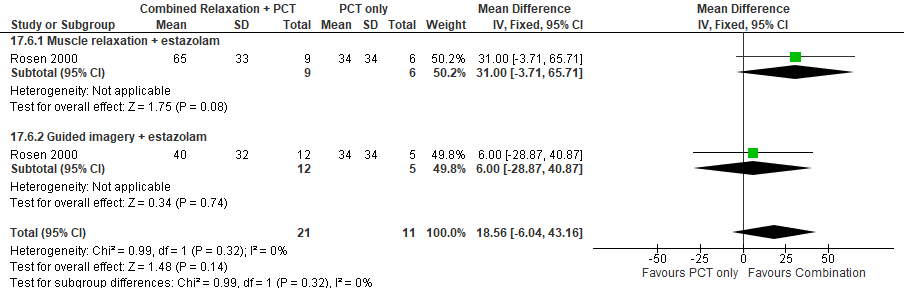 Combined Relaxation + PCT PCT only Mean Difference Mean Difference
Study or Subgroup Mean SD Total Mean SD Total Weight IV, Fixed, 95% CI IV, Fixed, 95% CI
17.6.1 Muscle relaxation + estazolam
Rosen 2000 65 33 9 34 34 6 50.2% 31.00 [-3.71, 65.71]
Subtotal (95% CI) 9 6 50.2% 31.00 [-3.71, 65.71]
Heterogeneity: Not applicable
Test for overall effect: Z = 1.75 (P = 0.08)
17.6.2 Guided imagery + estazolam
Rosen 2000 40 32 12 34 34 5 49.8% 6.00 [-28.87, 40.87]
Subtotal (95% CI) 12 5 49.8% 6.00 [-28.87, 40.87]
Heterogeneity: Not applicable
Test for overall effect: Z = 0.34 (P = 0.74)
Total (95% CI) 21 11 100.0% 18.56 [-6.04, 43.16]
Heterogeneity: Chi² = 0.99, df = 1 (P = 0.32); I² = 0%
Test for overall effect: Z = 1.48 (P = 0.14)
Test for subgroup differences: Chi² = 0.99, df = 1 (P = 0.32), I² = 0%
-50 -25 0 25 50
Favours PCT only Favours Combination